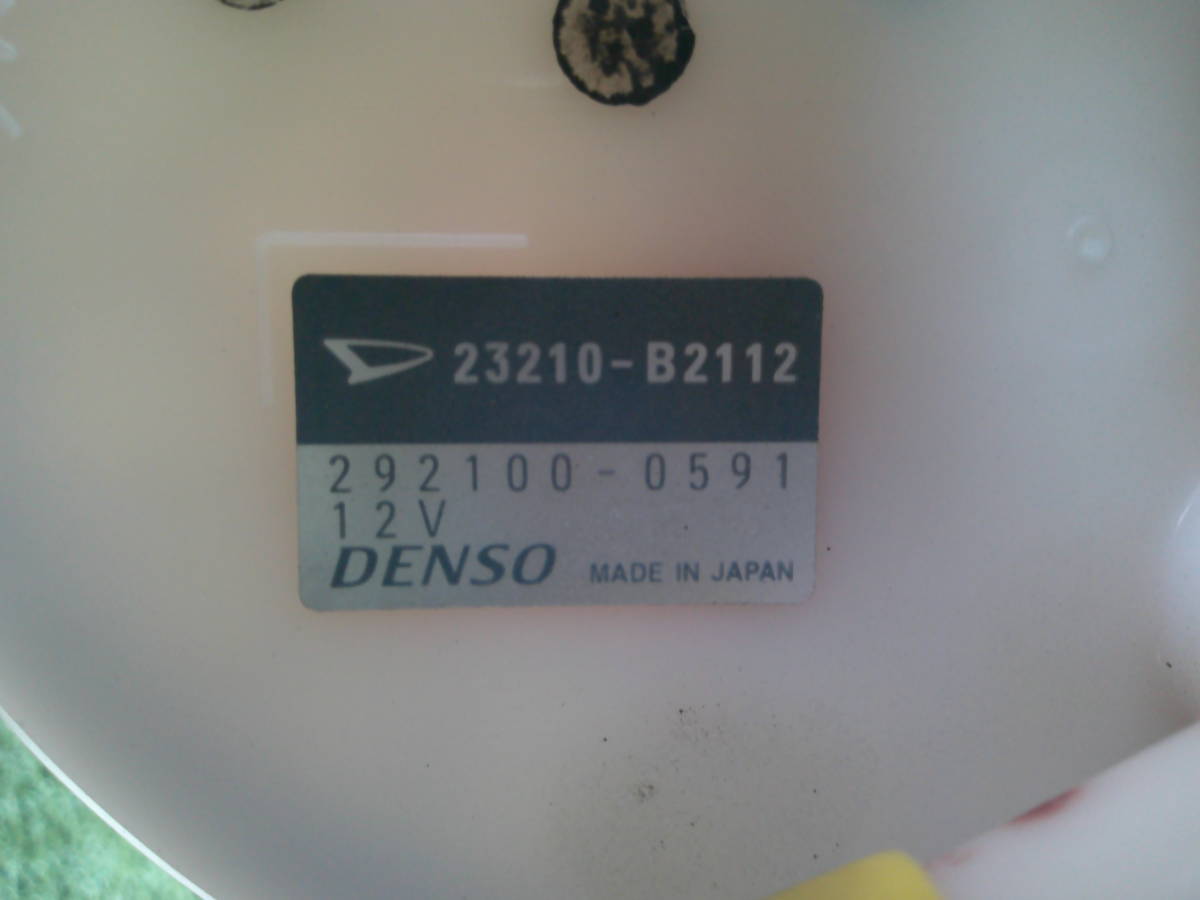 23210-B2112
292100-0591
12V
DENSO MADE IN JAPAN